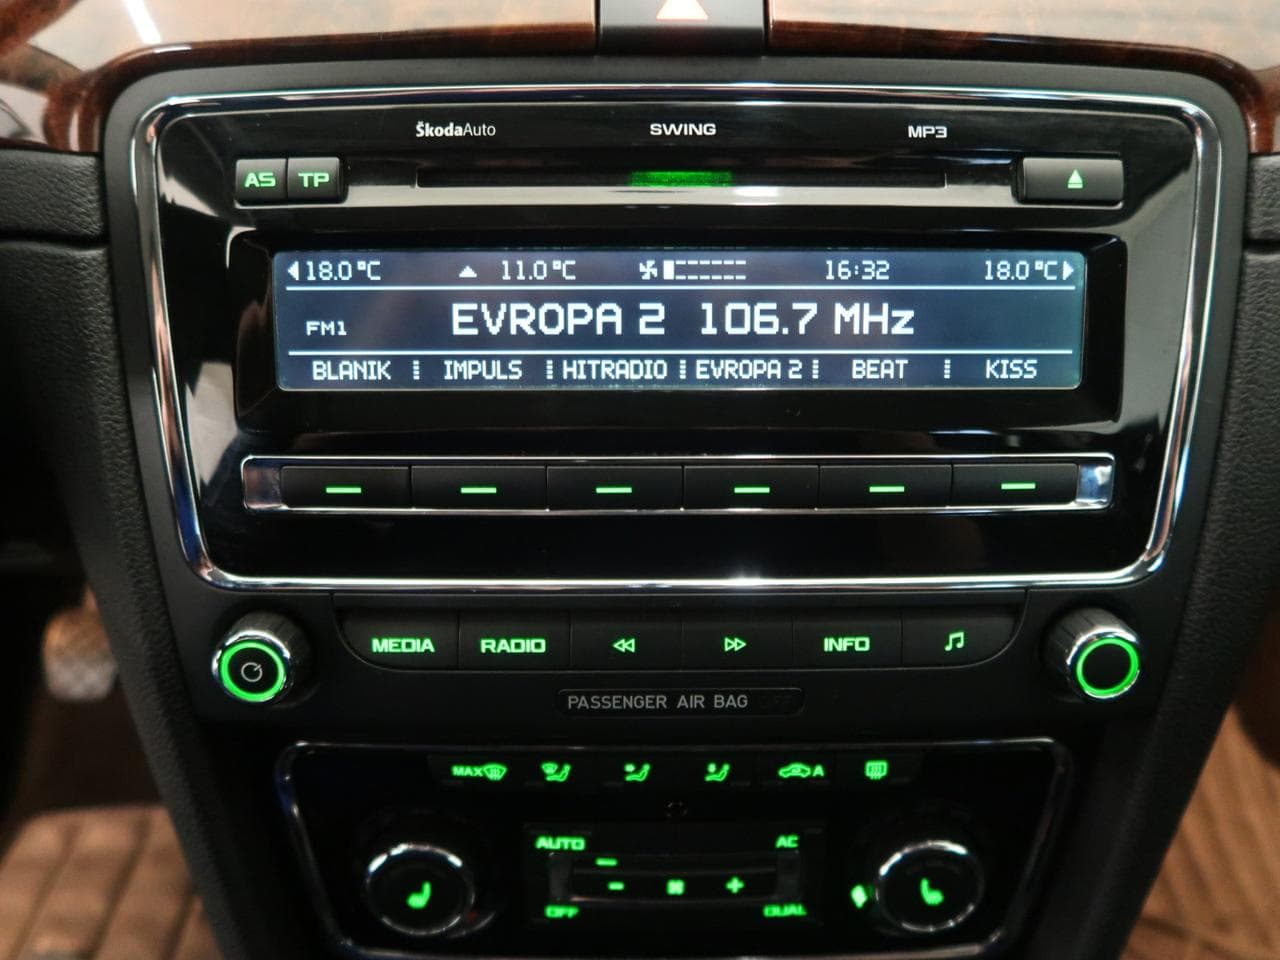 ŠkodaAuto SWING MP3
AS TP
18.0°C 11.0°C 16:32 18.0°C
FM1 EVROPA 2 106.7 MHz
BLANIK IMPULS HITRADIO EVROPA 2 BEAT KISS
MEDIA RADIO INFO
PASSENGER AIR BAG
MAX A
AUTO AC
OFF DUAL